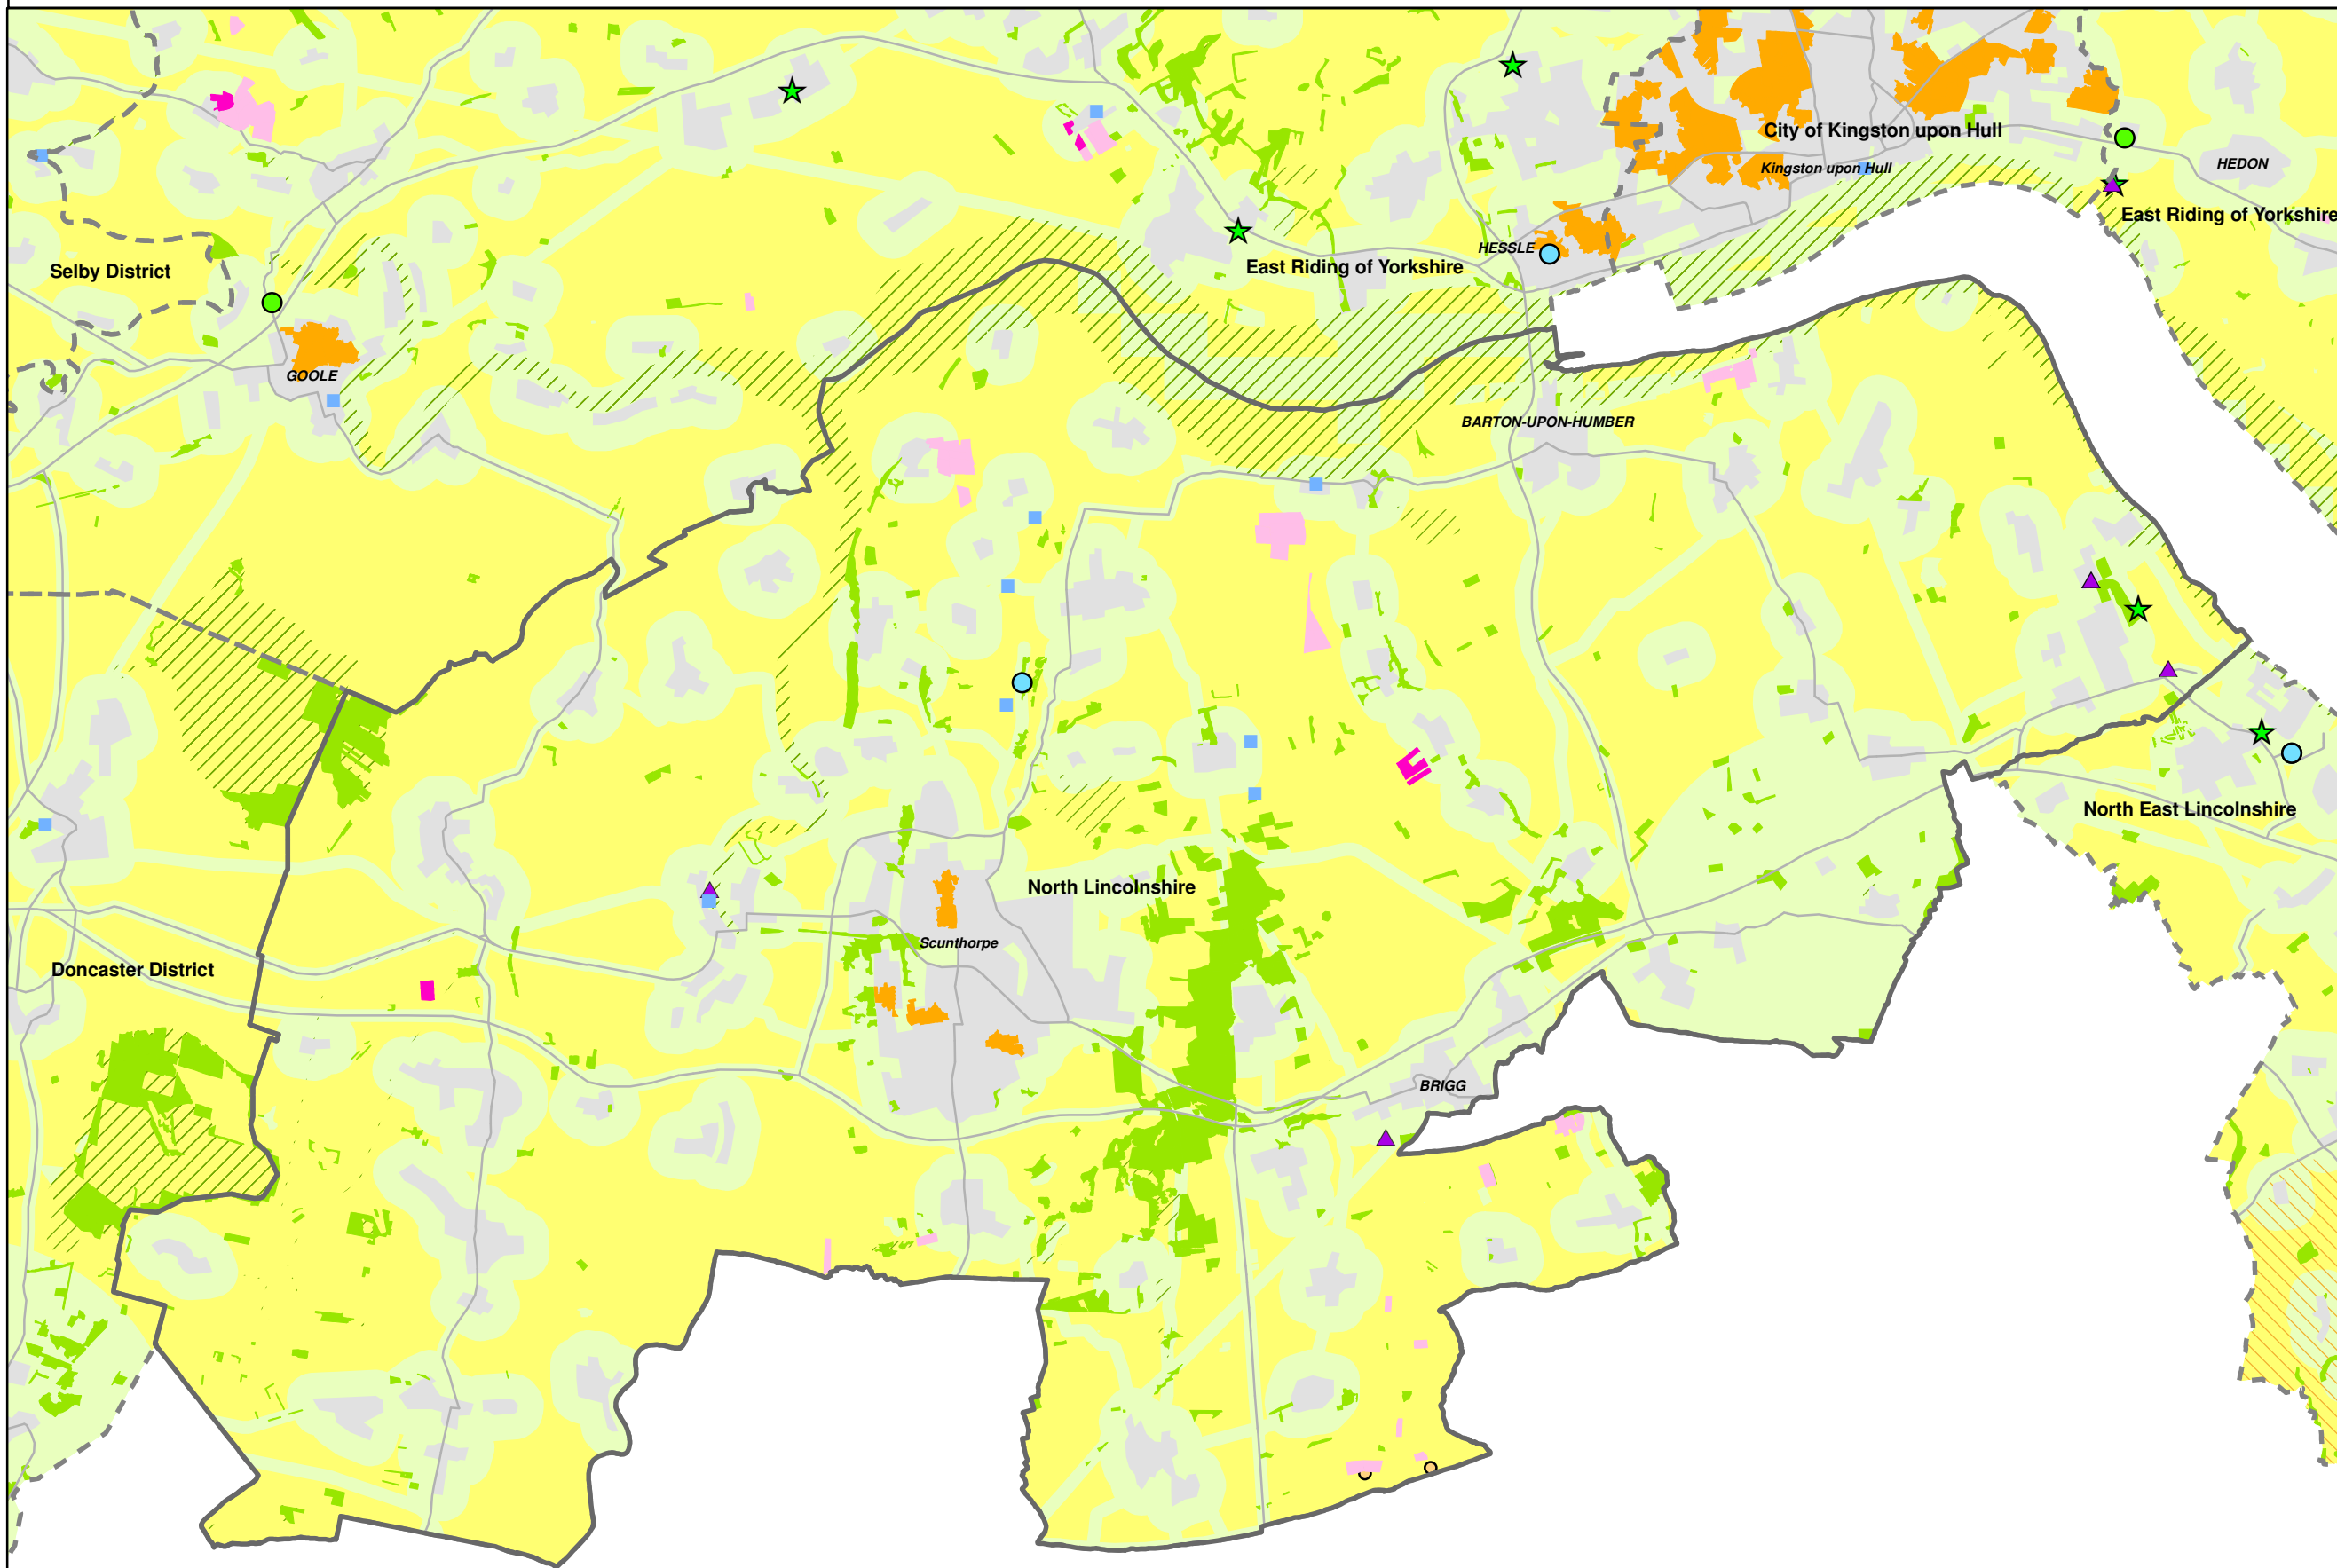 City of Kingston upon Hull
Kingston upon Hull
HEDON
East Riding of Yorkshire
HESSLE
East Riding of Yorkshire
Selby District
GOOLE
BARTON-UPON-HUMBER
North East Lincolnshire
North Lincolnshire
Scunthorpe
Doncaster District
BRIGG